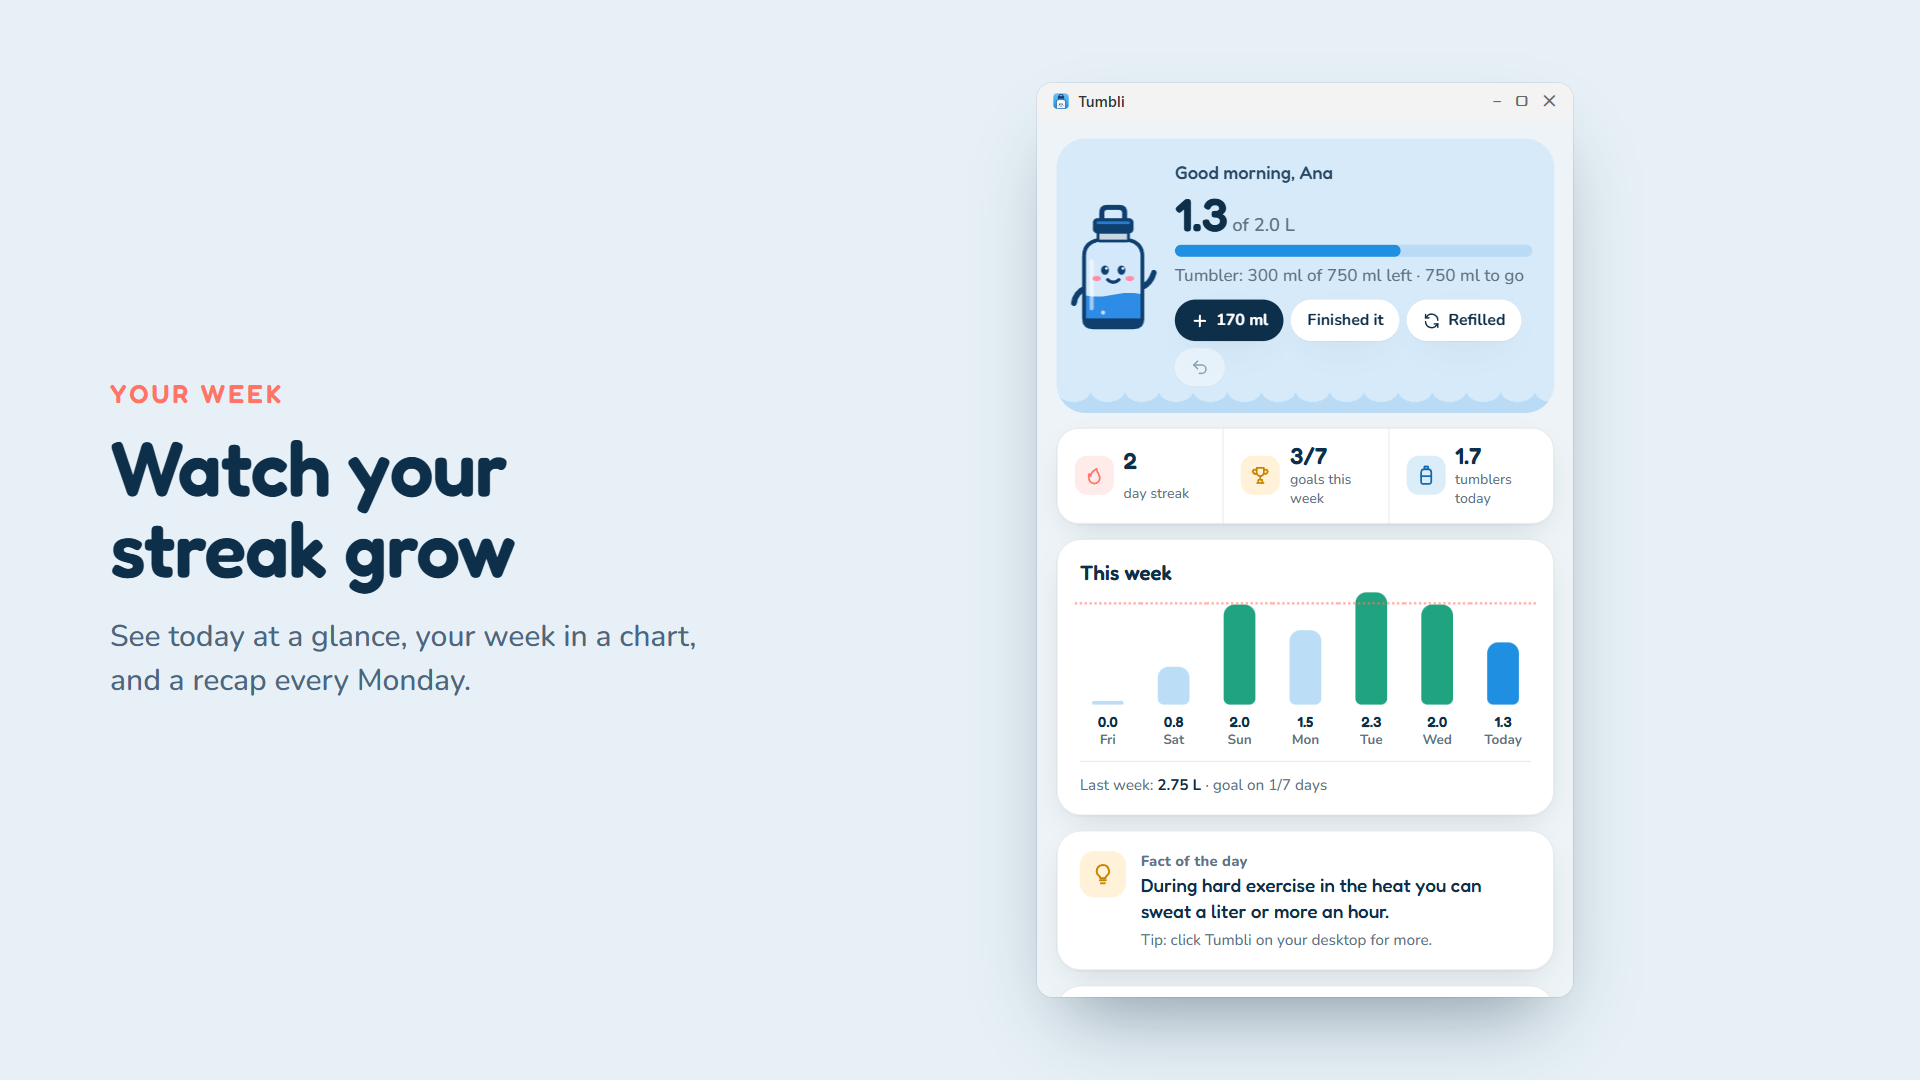 YOUR WEEK
Watch your
streak grow
See today at a glance, your week in a chart,
and a recap every Monday.
Tumbli
Good morning, Ana
1.3 of 2.0 L
Tumbler: 300 ml of 750 ml left · 750 ml to go
+ 170 ml
Finished it
Refilled
2
day streak
3/7
goals this
week
1.7
tumblers
today
This week
0.0 0.8 2.0 1.5 2.3 2.0 1.3
Fri Sat Sun Mon Tue Wed Today
Last week: 2.75 L · goal on 1/7 days
Fact of the day
During hard exercise in the heat you can
sweat a liter or more an hour.
Tip: click Tumbli on your desktop for more.